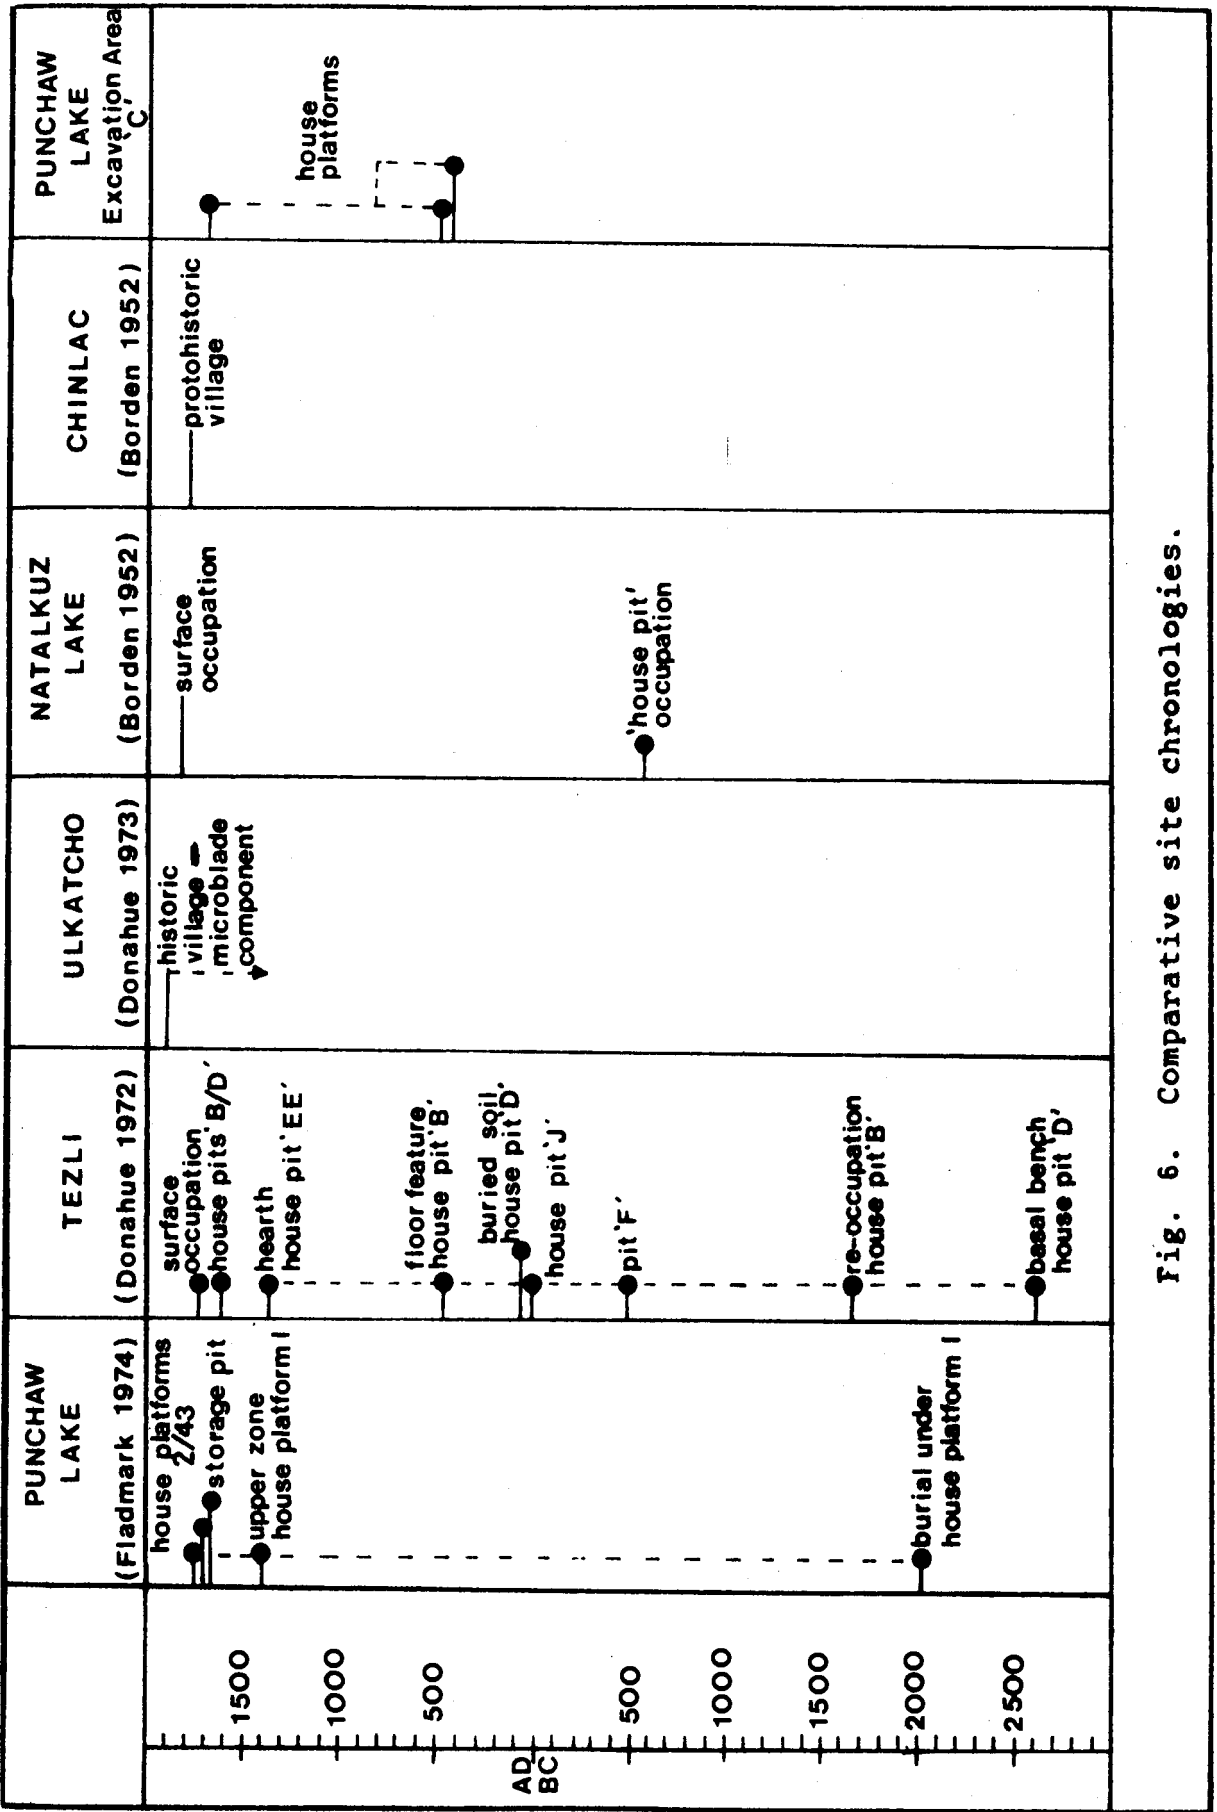 PUNCHAW
LAKE
(Fladmark 1974)
TEZLI
(Donahue 1972)
ULKATCHO
(Donahue 1973)
NATALKUZ
LAKE
(Borden 1952)
CHINLAC
(Borden 1952)
PUNCHAW
LAKE
Excavation Area
'C'
1500
1000
500
AD
BC
500
1000
1500
2000
2500
house platforms
2/43
storage pit
upper zone
house platform I
burial under
house platform I
surface
occupation
house pits 'B/D'
hearth
house pit 'EE'
floor feature
house pit 'B'
buried soil
house pit 'D'
house pit 'J'
pit 'F'
re-occupation
house pit 'B'
basal bench
house pit 'D'
historic
village
microblade
component
surface
occupation
'house pit'
occupation
protohistoric
village
house
platforms
Fig. 6. Comparative site chronologies.